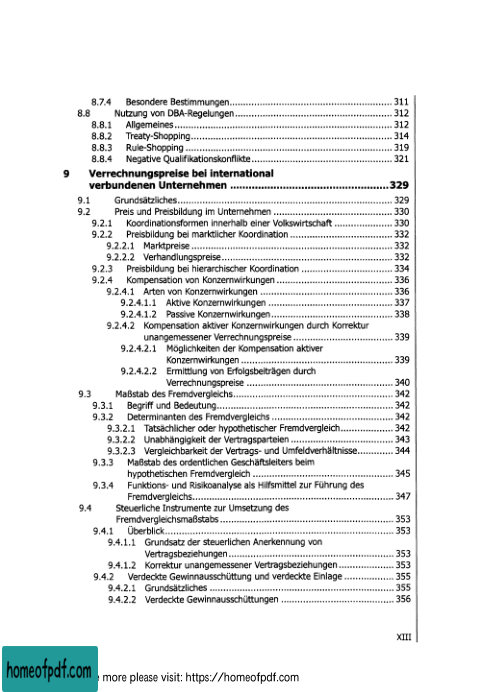 8.7.4 Besondere Bestimmungen............ 311
8.8 Nutzung von DBA-Regelungen............ 312
8.8.1 Allgemeines............ 312
8.8.2 Treaty-Shopping............ 314
8.8.3 Rule-Shopping............ 319
8.8.4 Negative Qualifikationskonflikte............ 321
9 Verrechnungspreise bei international
verbundenen Unternehmen............ 329
9.1 Grundsätzliches............ 329
9.2 Preis und Preisbildung im Unternehmen............ 330
9.2.1 Koordinationsformen innerhalb einer Volkswirtschaft............ 330
9.2.2 Preisbildung bei marktlicher Koordination............ 332
9.2.2.1 Marktpreise............ 332
9.2.2.2 Verhandlungspreise............ 332
9.2.3 Preisbildung bei hierarchischer Koordination............ 334
9.2.4 Kompensation von Konzernwirkungen............ 336
9.2.4.1 Arten von Konzernwirkungen............ 336
9.2.4.1.1 Aktive Konzernwirkungen............ 337
9.2.4.1.2 Passive Konzernwirkungen............ 338
9.2.4.2 Kompensation aktiver Konzernwirkungen durch Korrektur
unangemessener Verrechnungspreise............ 339
9.2.4.2.1 Möglichkeiten der Kompensation aktiver
Konzernwirkungen............ 339
9.2.4.2.2 Ermittlung von Erfolgsbeiträgen durch
Verrechnungspreise............ 340
9.3 Maßstab des Fremdvergleichs............ 342
9.3.1 Begriff und Bedeutung............ 342
9.3.2 Determinanten des Fremdvergleichs............ 342
9.3.2.1 Tatsächlicher oder hypothetischer Fremdvergleich............ 342
9.3.2.2 Unabhängigkeit der Vertragsparteien............ 343
9.3.2.3 Vergleichbarkeit der Vertrags- und Umfeldverhältnisse............ 344
9.3.3 Maßstab des ordentlichen Geschäftsleiters beim
hypothetischen Fremdvergleich............ 345
9.3.4 Funktions- und Risikoanalyse als Hilfsmittel zur Führung des
Fremdvergleichs............ 347
9.4 Steuerliche Instrumente zur Umsetzung des
Fremdvergleichsmaßstabs............ 353
9.4.1 Überblick............ 353
9.4.1.1 Grundsatz der steuerlichen Anerkennung von
Vertragsbeziehungen............ 353
9.4.1.2 Korrektur unangemessener Vertragsbeziehungen............ 353
9.4.2 Verdeckte Gewinnausschüttung und verdeckte Einlage............ 355
9.4.2.1 Grundsätzliches............ 355
9.4.2.2 Verdeckte Gewinnausschüttungen............ 356
XIII
homeofpdf.com
more please visit: https://homeofpdf.com